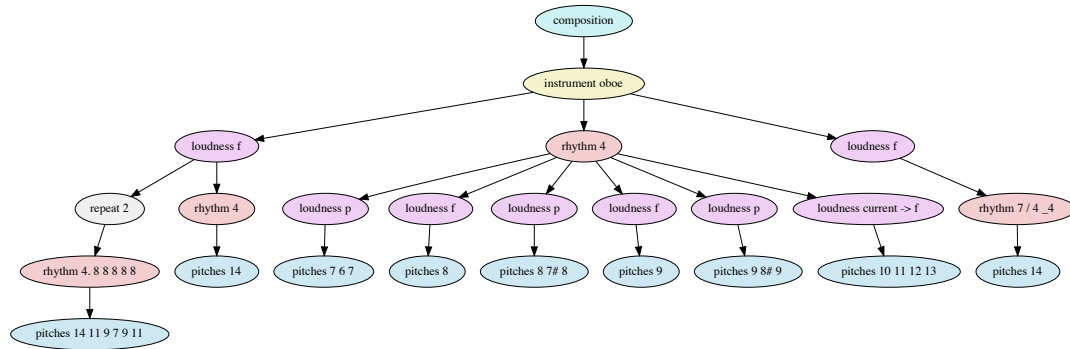 composition
instrument oboe
loudness f
rhythm 4
loudness f
repeat 2
rhythm 4
loudness p
loudness f
loudness p
loudness f
loudness p
loudness current -> f
rhythm 7 / 4 _4
rhythm 4. 8 8 8 8 8
pitches 14
pitches 7 6 7
pitches 8
pitches 8 7# 8
pitches 9
pitches 9 8# 9
pitches 10 11 12 13
pitches 14
pitches 14 11 9 7 9 11